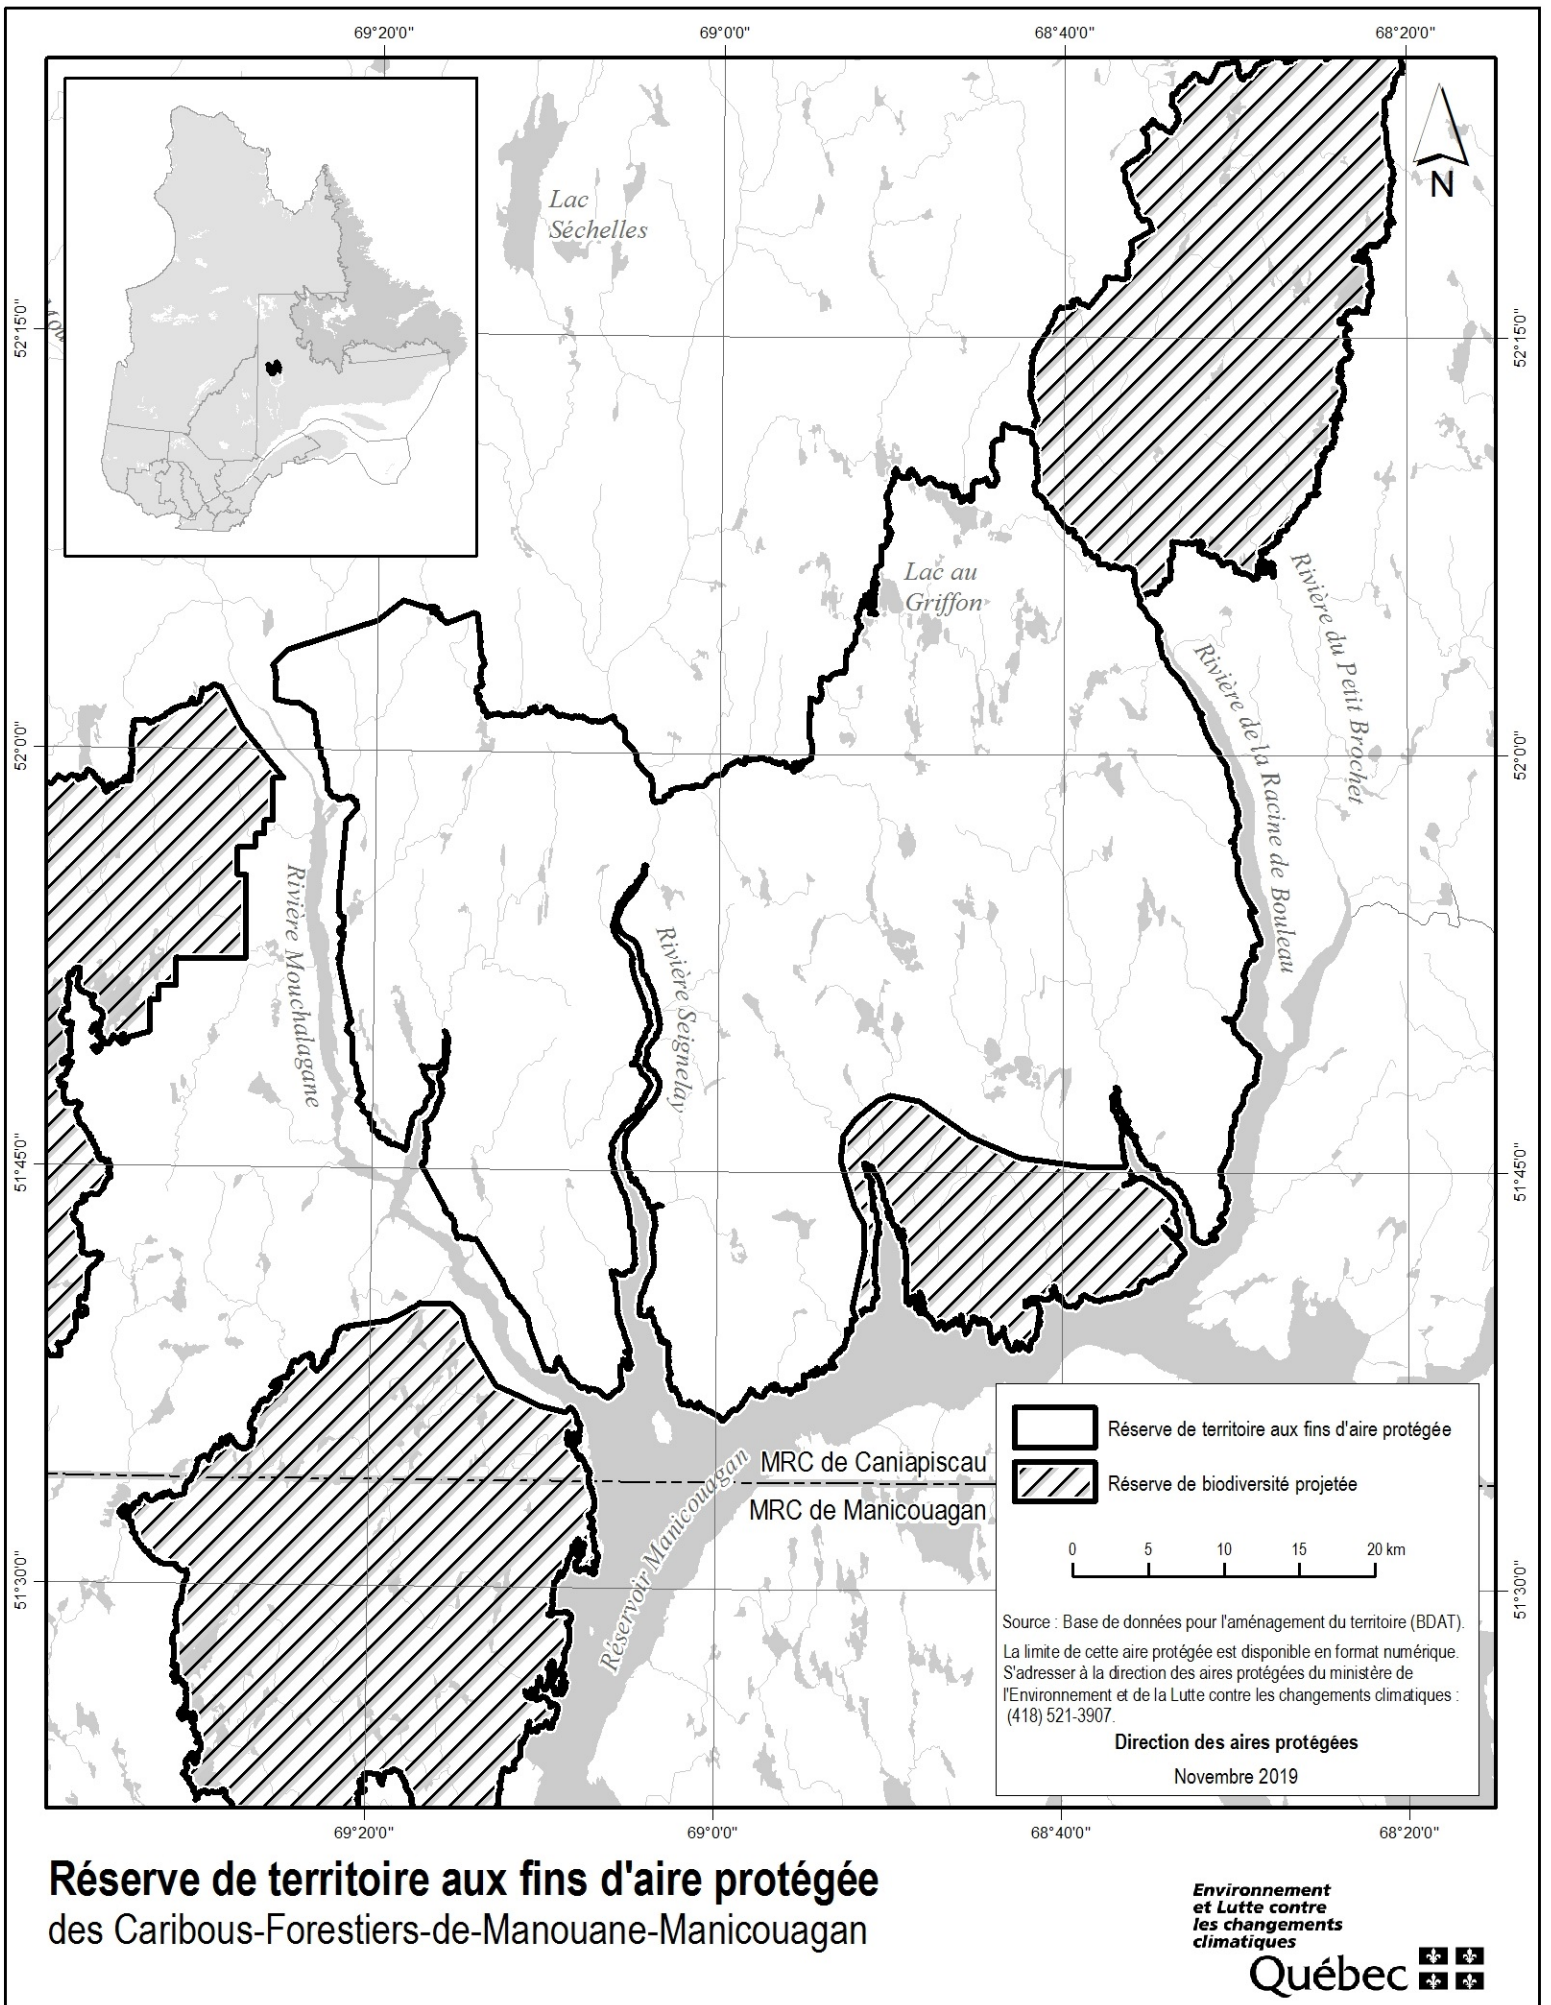 69°20'0"
69°0'0"
68°40'0"
68°20'0"
N
Lac
Séchelles
52°15'0"
52°15'0"
Lac au
Griffon
Rivière du Petit Brochet
Rivière de la Racine de Bouleau
52°0'0"
52°0'0"
Rivière Mouchalagane
Rivière Seignelay
51°45'0"
51°45'0"
Réservoir Manicouagan
MRC de Caniapiscau
MRC de Manicouagan
Réserve de territoire aux fins d'aire protégée
Réserve de biodiversité projetée
0 5 10 15 20 km
51°30'0"
51°30'0"
Source : Base de données pour l'aménagement du territoire (BDAT).
La limite de cette aire protégée est disponible en format numérique.
S'adresser à la direction des aires protégées du ministère de
l'Environnement et de la Lutte contre les changements climatiques :
(418) 521-3907.
Direction des aires protégées
Novembre 2019
69°20'0"
69°0'0"
68°40'0"
68°20'0"
Réserve de territoire aux fins d'aire protégée
des Caribous-Forestiers-de-Manouane-Manicouagan
Environnement
et Lutte contre
les changements
climatiques
Québec